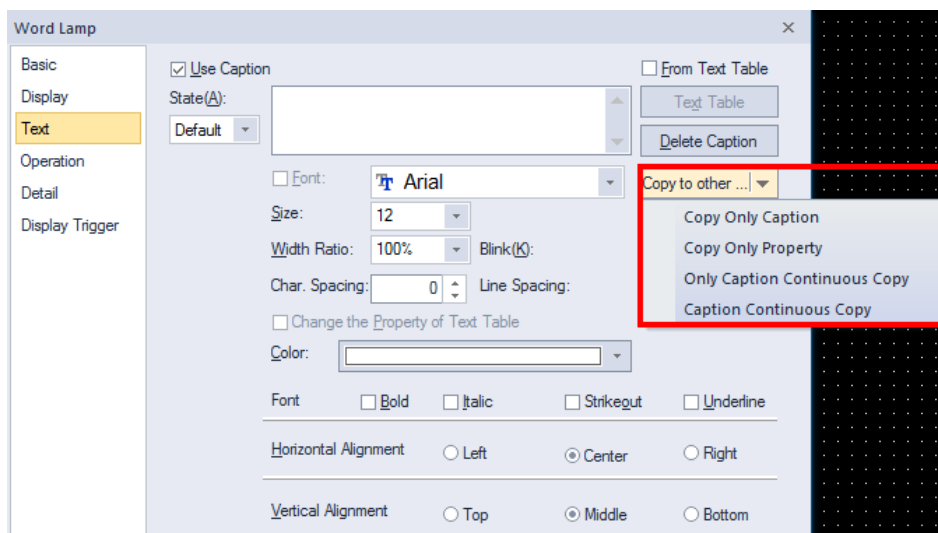 Word Lamp
Basic
Display
Text
Operation
Detail
Display Trigger
Use Caption
From Text Table
State(A):
Text Table
Default
Delete Caption
Font:
Arial
Copy to other ...
Size:
12
Copy Only Caption
Width Ratio:
100%
Blink(K):
Copy Only Property
Char. Spacing:
0
Line Spacing:
Only Caption Continuous Copy
Caption Continuous Copy
Change the Property of Text Table
Color:
Font
Bold
Italic
Strikeout
Underline
Horizontal Alignment
Left
Center
Right
Vertical Alignment
Top
Middle
Bottom